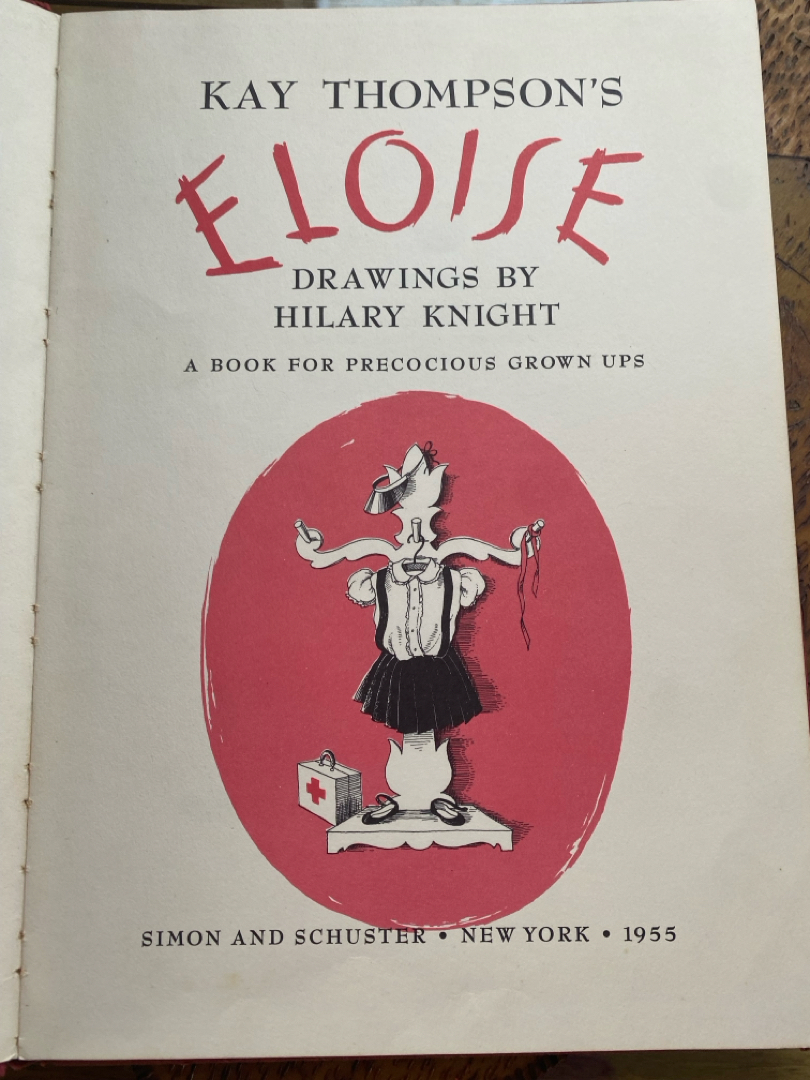 KAY THOMPSON'S
ELOISE
DRAWINGS BY
HILARY KNIGHT
A BOOK FOR PRECOCIOUS GROWN UPS
SIMON AND SCHUSTER • NEW YORK • 1955